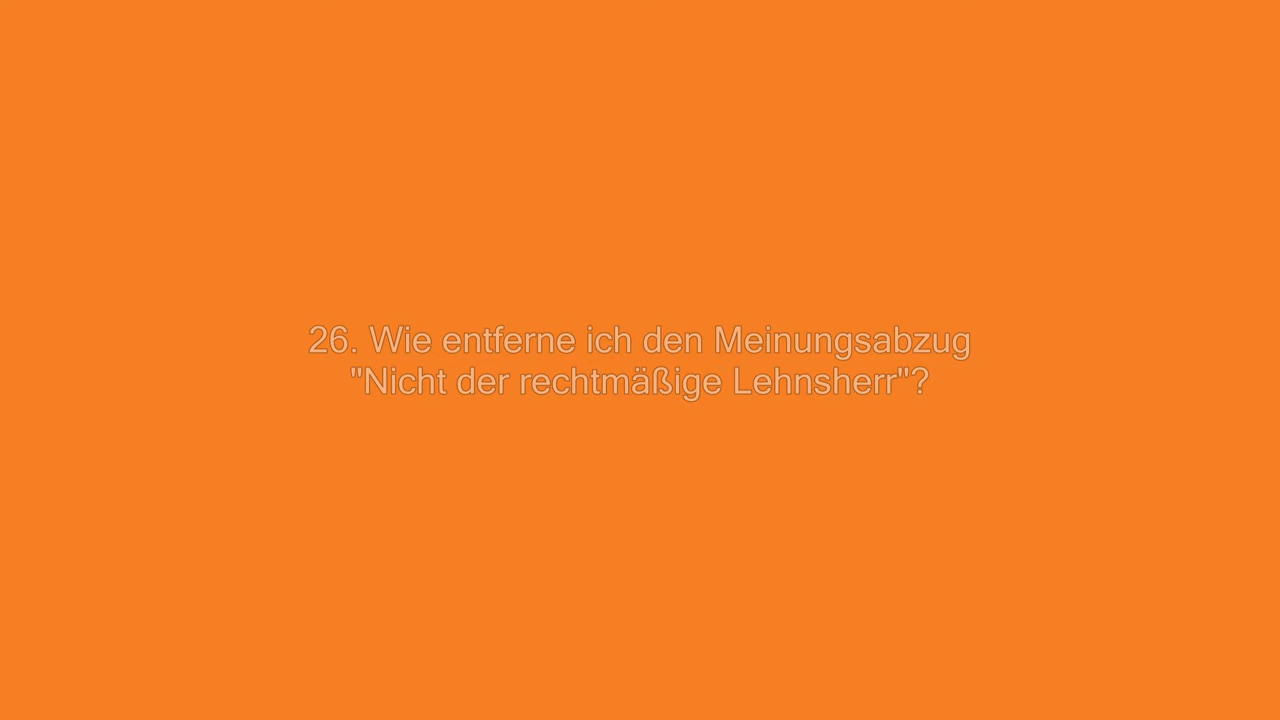 26. Wie entferne ich den Meinungsabzug
"Nicht der rechtmäßige Lehnsherr"?